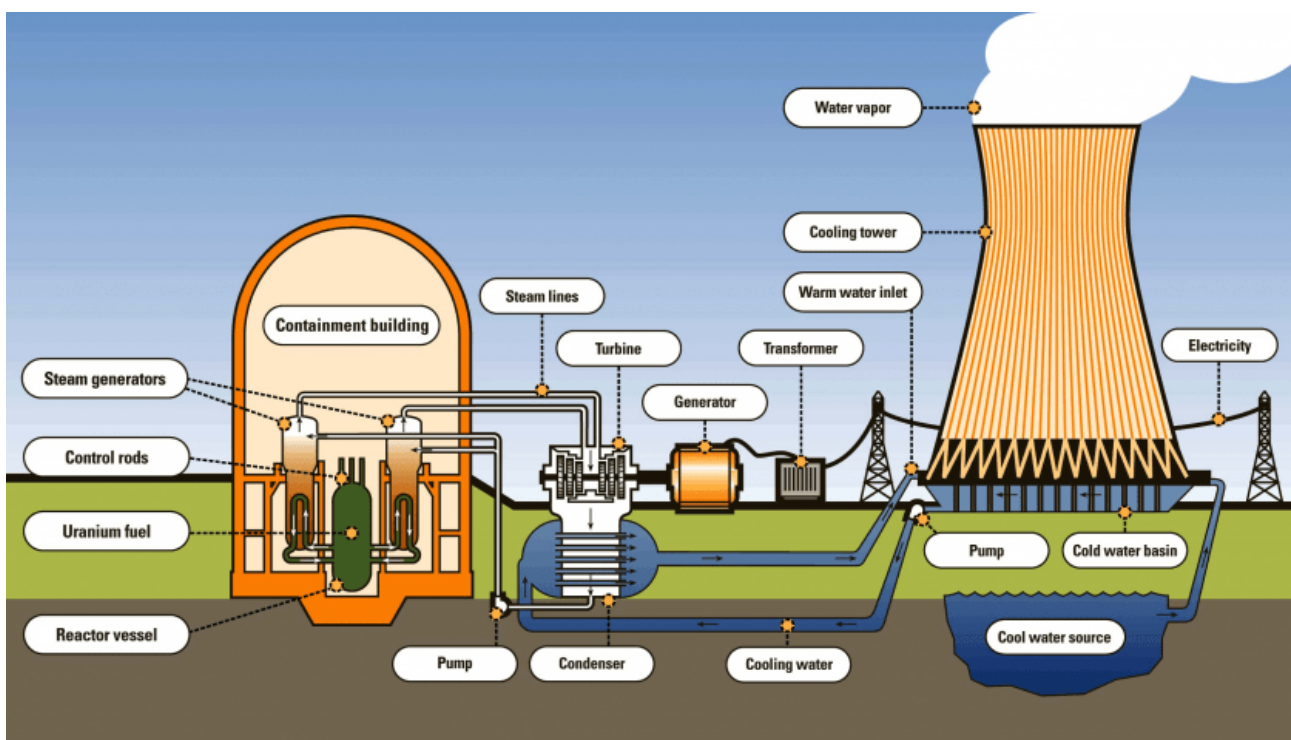 Water vapor
Cooling tower
Steam lines
Warm water inlet
Containment building
Turbine
Transformer
Electricity
Steam generators
Generator
Control rods
Uranium fuel
Pump
Cold water basin
Reactor vessel
Cool water source
Pump
Condenser
Cooling water